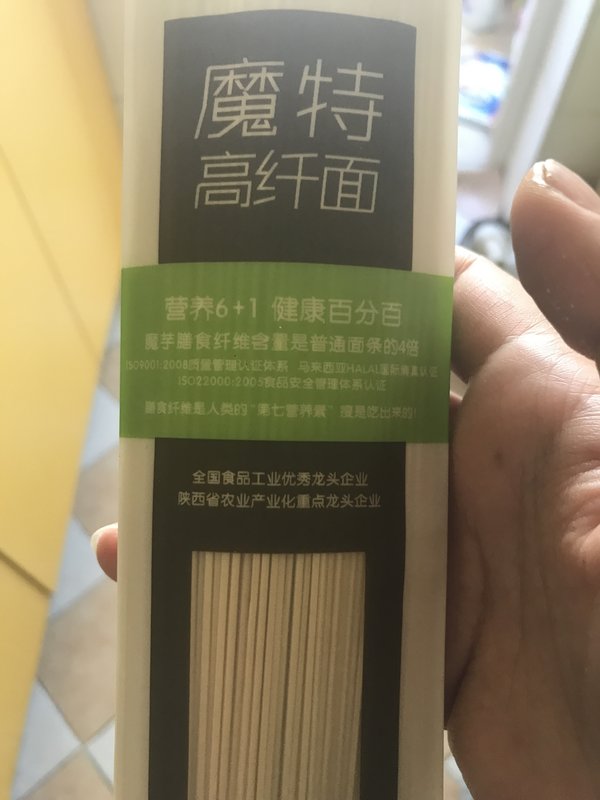 魔特
高纤面
营养6+1 健康百分百
魔芋膳食纤维含量是普通面条的4倍
ISO9001:2008质量管理认证体系 马来西亚HALAL国际清真认证
ISO22000:2005食品安全管理体系认证
膳食纤维是人类的"第七营养素" 瘦是吃出来的!
全国食品工业优秀龙头企业
陕西省农业产业化重点龙头企业